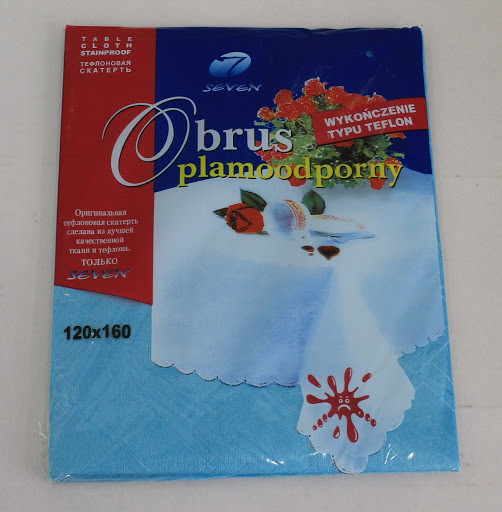 TABLE
CLOTH
STAINPROOF
ТЕФЛОНОВАЯ
СКАТЕРТЬ
7
SEVEN
WYKOŃCZENIE
TYPU TEFLON
Obrus
plamoodporny
Оригинальная
тефлоновая скатерть
сделана из лучшей
качественной
ткани и тефлона.
ТОЛЬКО
SEVEN
120x160